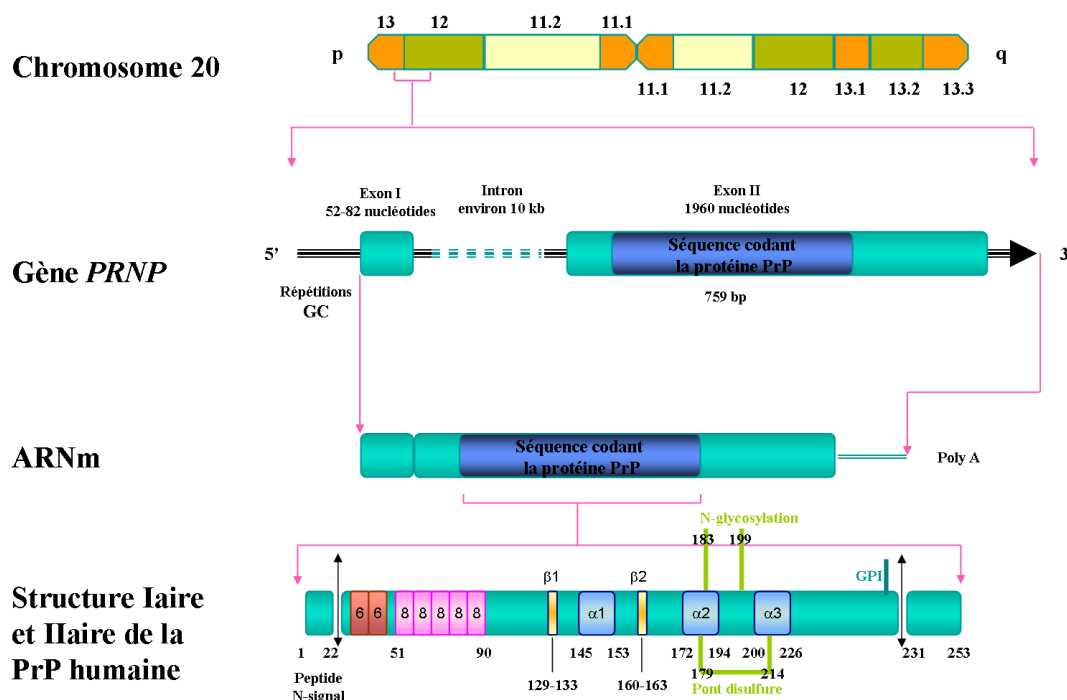 13 12 11.2 11.1
p q
Chromosome 20
11.1 11.2 12 13.1 13.2 13.3
Exon I
52-82 nucléotides
Intron
environ 10 kb
Exon II
1960 nucléotides
5’ 3
Séquence codant
la protéine PrP
Gène PRNP
Répétitions
GC
759 bp
ARNm
Séquence codant
la protéine PrP
Poly A
N-glycosylation
183 199
β1 β2 GPI
Structure Iaire
et IIaire de la
PrP humaine
6 6 8 8 8 8 8 α1 α2 α3
1 22 51 90 145 153 172 194 200 226 231 253
179 214
Peptide
N-signal
129-133 160-163 Pont disulfure